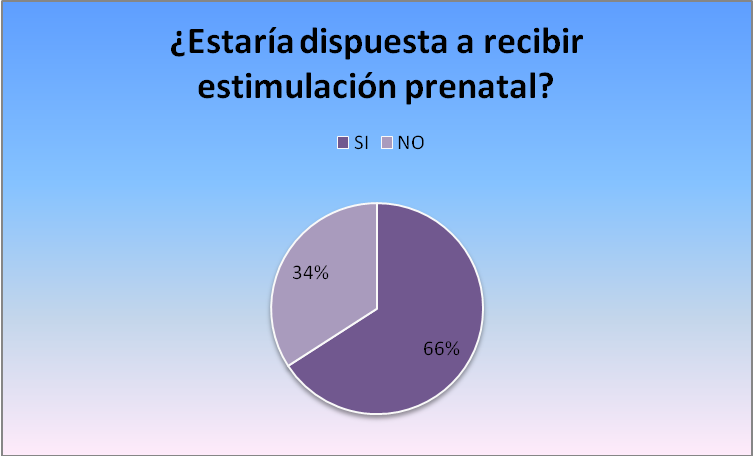 ¿Estaría dispuesta a recibir
estimulación prenatal?
SI NO
34%
66%